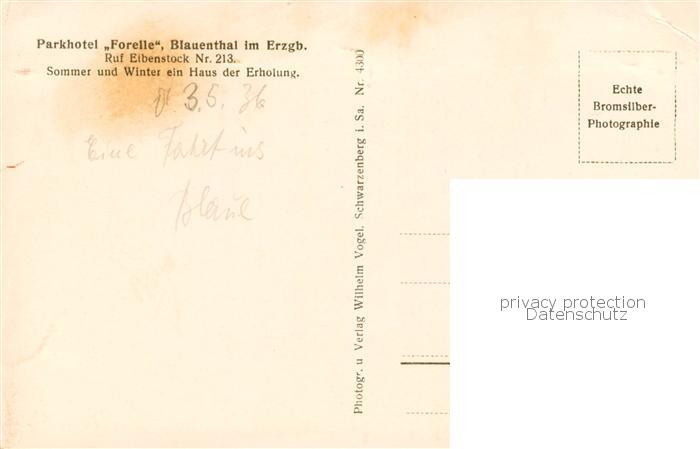 Parkhotel „Forelle“, Blauenthal im Erzgb.
Ruf Eibenstock Nr. 213.
Sommer und Winter ein Haus der Erholung.
3.5. 36
Eine Fahrt ins
Blaue
Photogr. u Verlag Wilhelm Vogel. Schwarzenberg i. Sa. Nr. 4300
Echte
Bromsilber-
Photographie
privacy protection
Datenschutz